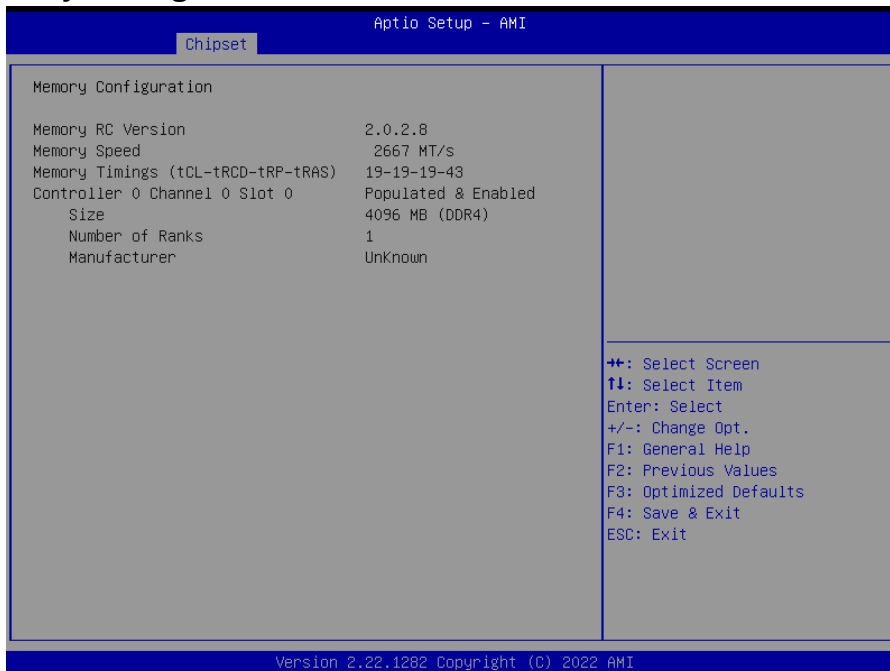 Aptio Setup – AMI
Chipset
Memory Configuration
Memory RC Version 2.0.2.8
Memory Speed 2667 MT/s
Memory Timings (tCL-tRCD-tRP-tRAS) 19-19-19-43
Controller 0 Channel 0 Slot 0 Populated & Enabled
Size 4096 MB (DDR4)
Number of Ranks 1
Manufacturer UnKnown
→←: Select Screen
↑↓: Select Item
Enter: Select
+/-: Change Opt.
F1: General Help
F2: Previous Values
F3: Optimized Defaults
F4: Save & Exit
ESC: Exit
Version 2.22.1282 Copyright (C) 2022 AMI